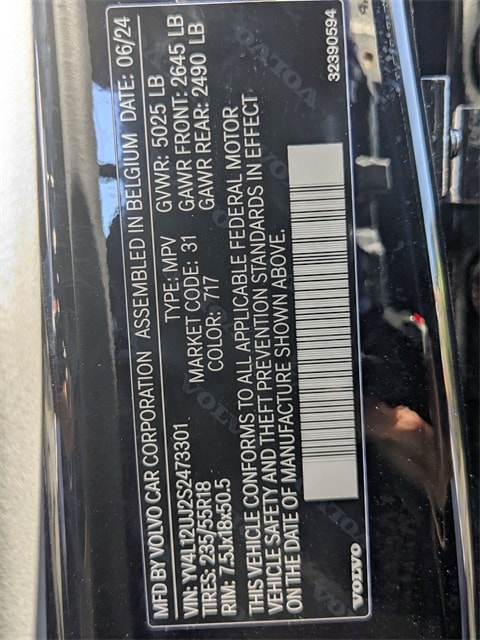 MFD BY VOLVO CAR CORPORATION ASSEMBLED IN BELGIUM DATE: 06/24
VIN: YV4L12UJ2S2473301 TYPE: MPV GVWR: 5025 LB
TIRES 235/55R18 MARKET CODE: 31 GAWR FRONT: 2645 LB
RIM: 7.5Jx18x50.5 COLOR: 717 GAWR REAR: 2490 LB
THIS VEHICLE CONFORMS TO ALL APPLICABLE FEDERAL MOTOR
VEHICLE SAFETY AND THEFT PREVENTION STANDARDS IN EFFECT
ON THE DATE OF MANUFACTURE SHOWN ABOVE.
VOLVO
32390594